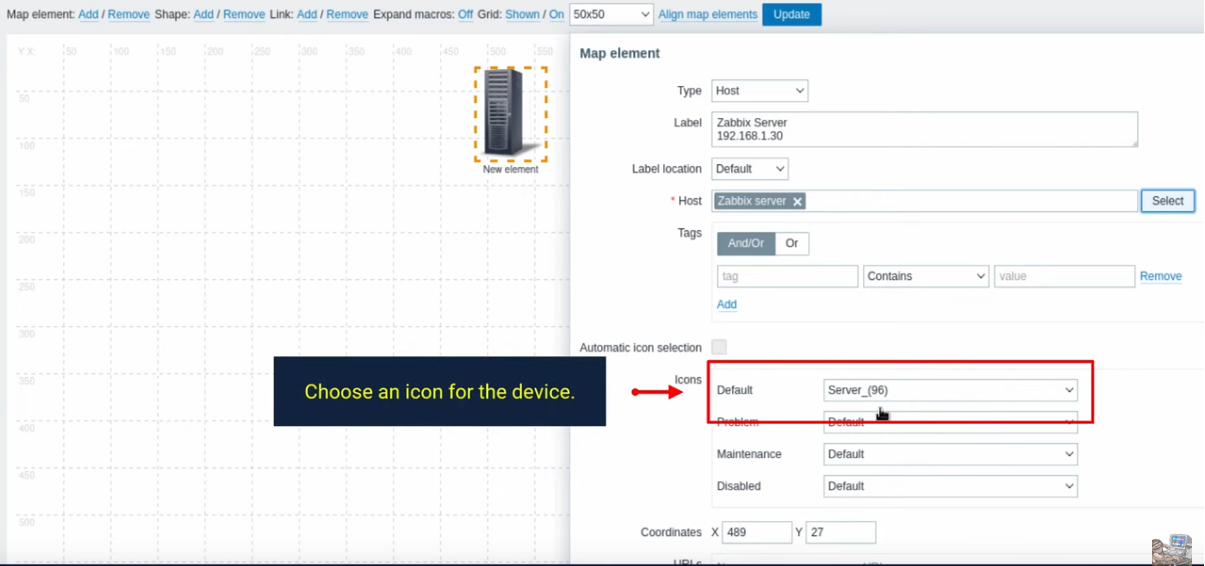 Map element: Add / Remove Shape: Add / Remove Link: Add / Remove Expand macros: Off Grid: Shown / On 50x50 Align map elements Update
Y X: 50 100 150 200 250 300 350 400 450 500 550
50
100
150
200
250
300
350
400
450
500
New element
Map element
Type Host
Label Zabbix Server
192.168.1.30
Label location Default
* Host Zabbix server Select
Tags And/Or Or
tag Contains value Remove
Add
Automatic icon selection
Choose an icon for the device.
Icons Default Server_(96)
Problem Default
Maintenance Default
Disabled Default
Coordinates X 489 Y 27
URLs